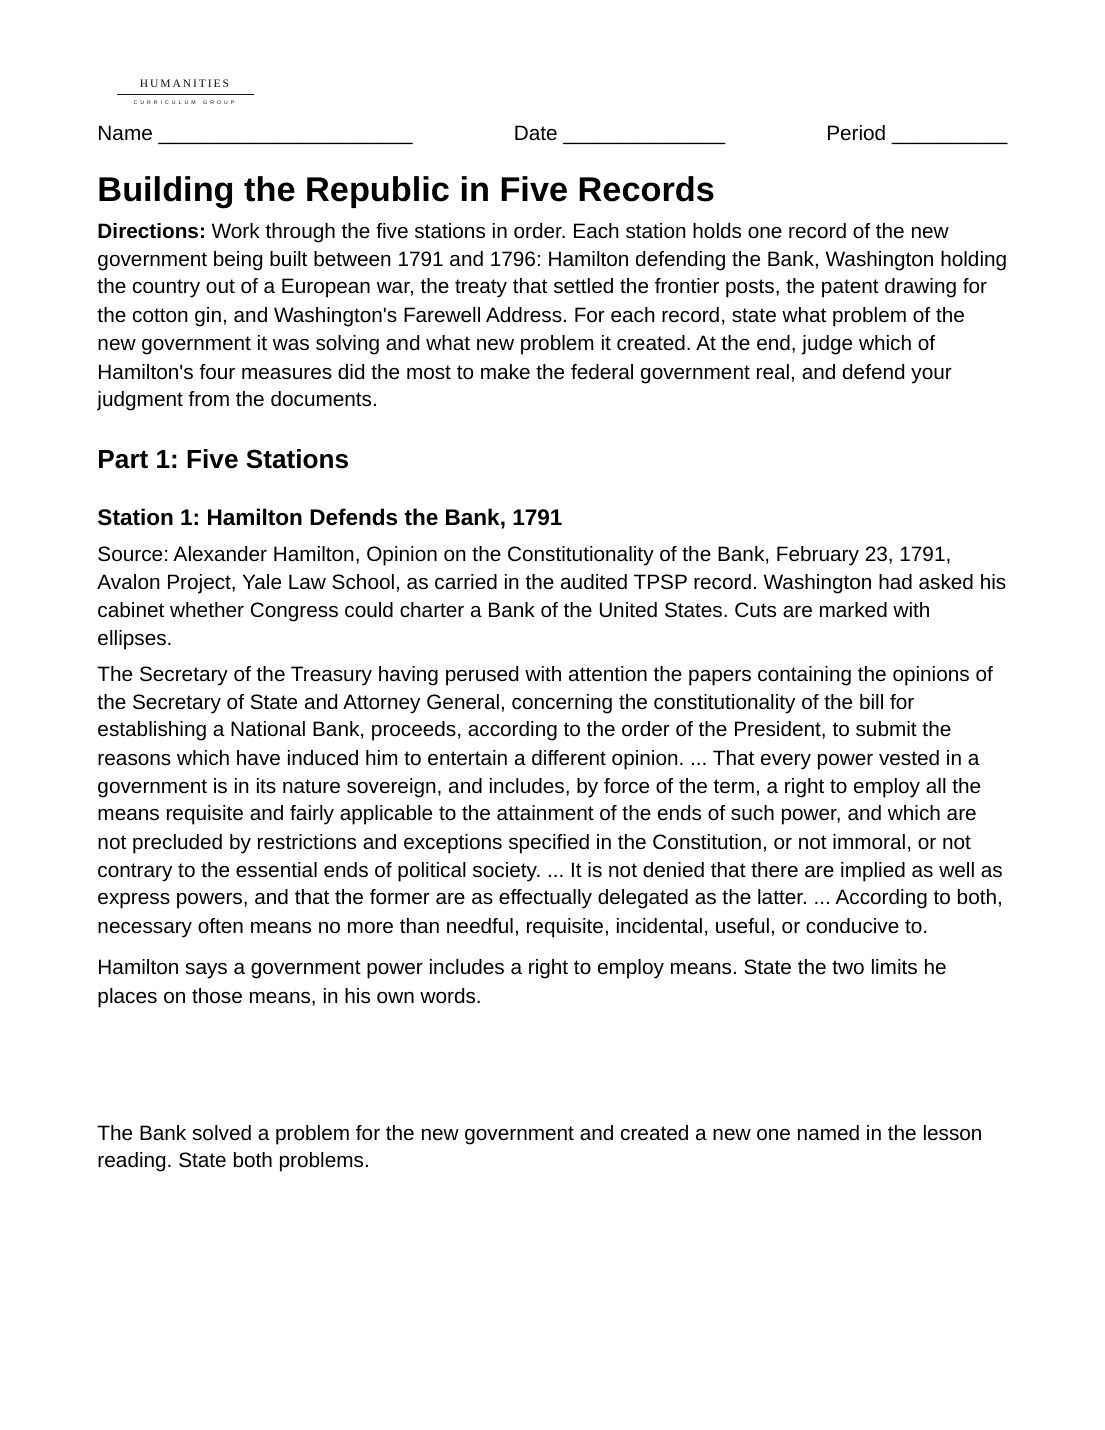 HUMANITIES
CURRICULUM GROUP
Name ______________________ Date ______________ Period __________
Building the Republic in Five Records
Directions: Work through the five stations in order. Each station holds one record of the new
government being built between 1791 and 1796: Hamilton defending the Bank, Washington holding
the country out of a European war, the treaty that settled the frontier posts, the patent drawing for
the cotton gin, and Washington's Farewell Address. For each record, state what problem of the
new government it was solving and what new problem it created. At the end, judge which of
Hamilton's four measures did the most to make the federal government real, and defend your
judgment from the documents.
Part 1: Five Stations
Station 1: Hamilton Defends the Bank, 1791
Source: Alexander Hamilton, Opinion on the Constitutionality of the Bank, February 23, 1791,
Avalon Project, Yale Law School, as carried in the audited TPSP record. Washington had asked his
cabinet whether Congress could charter a Bank of the United States. Cuts are marked with
ellipses.
The Secretary of the Treasury having perused with attention the papers containing the opinions of
the Secretary of State and Attorney General, concerning the constitutionality of the bill for
establishing a National Bank, proceeds, according to the order of the President, to submit the
reasons which have induced him to entertain a different opinion. ... That every power vested in a
government is in its nature sovereign, and includes, by force of the term, a right to employ all the
means requisite and fairly applicable to the attainment of the ends of such power, and which are
not precluded by restrictions and exceptions specified in the Constitution, or not immoral, or not
contrary to the essential ends of political society. ... It is not denied that there are implied as well as
express powers, and that the former are as effectually delegated as the latter. ... According to both,
necessary often means no more than needful, requisite, incidental, useful, or conducive to.
Hamilton says a government power includes a right to employ means. State the two limits he
places on those means, in his own words.
The Bank solved a problem for the new government and created a new one named in the lesson
reading. State both problems.